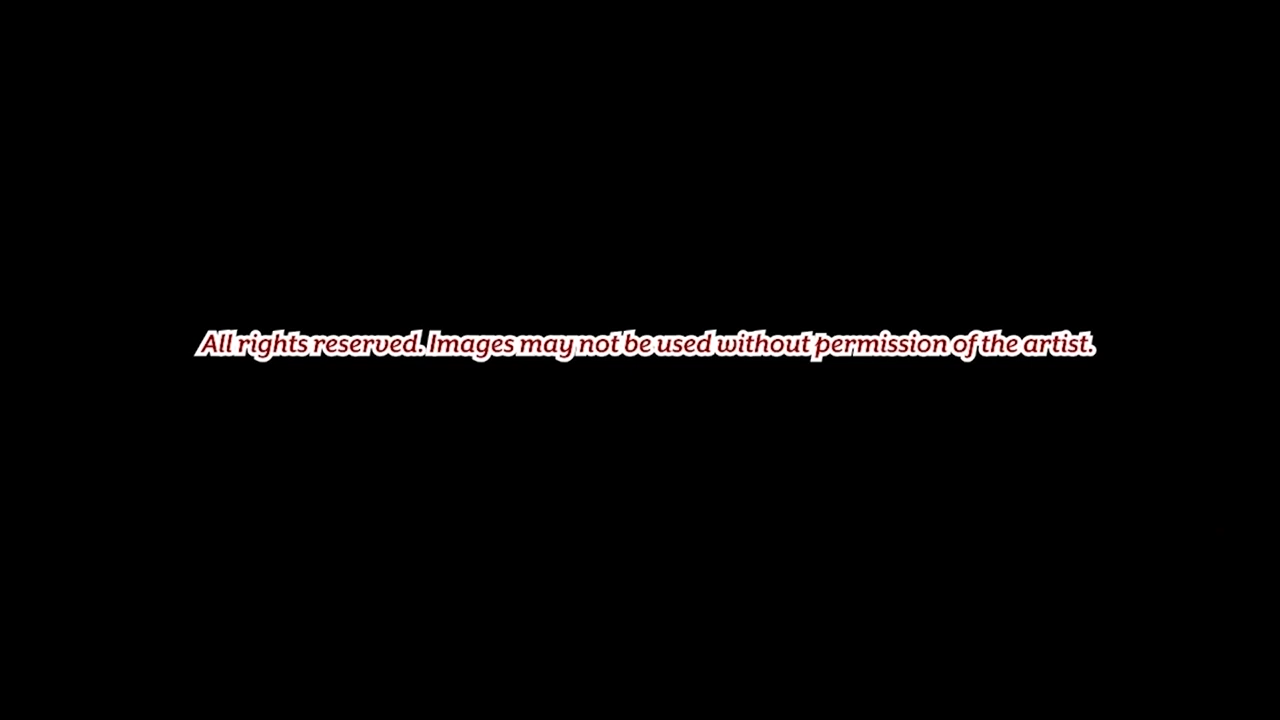 All rights reserved. Images may not be used without permission of the artist.